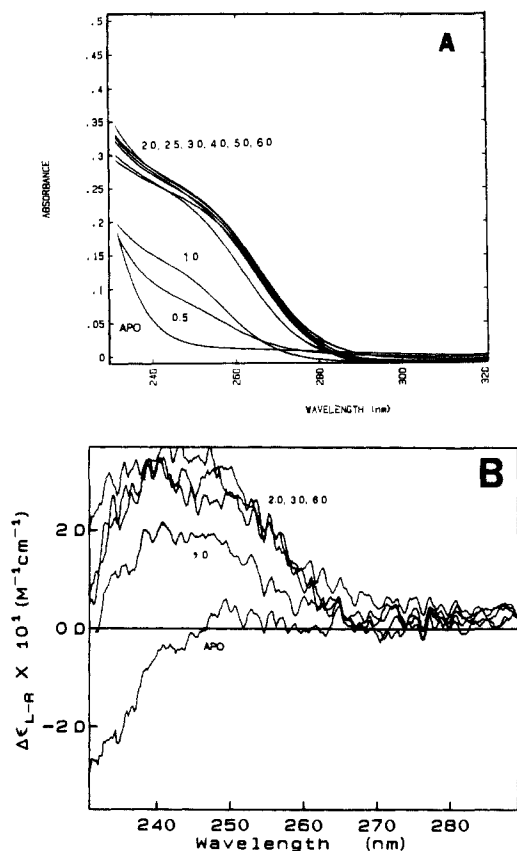 A
.5
.45
.4
.35
2.0, 2.5, 3.0, 4.0, 5.0, 6.0
.3
.25
ABSORBANCE
.2
1.0
.15
.1
0.5
APO
.05
0
240
260
280
300
320
WAVELENGTH (nm)
B
2.0, 3.0, 6.0
2.0
0.0
APO
-2.0
Δε L-R X 10¹ (M⁻¹cm⁻¹)
240 250 260 270 280
Wavelength (nm)